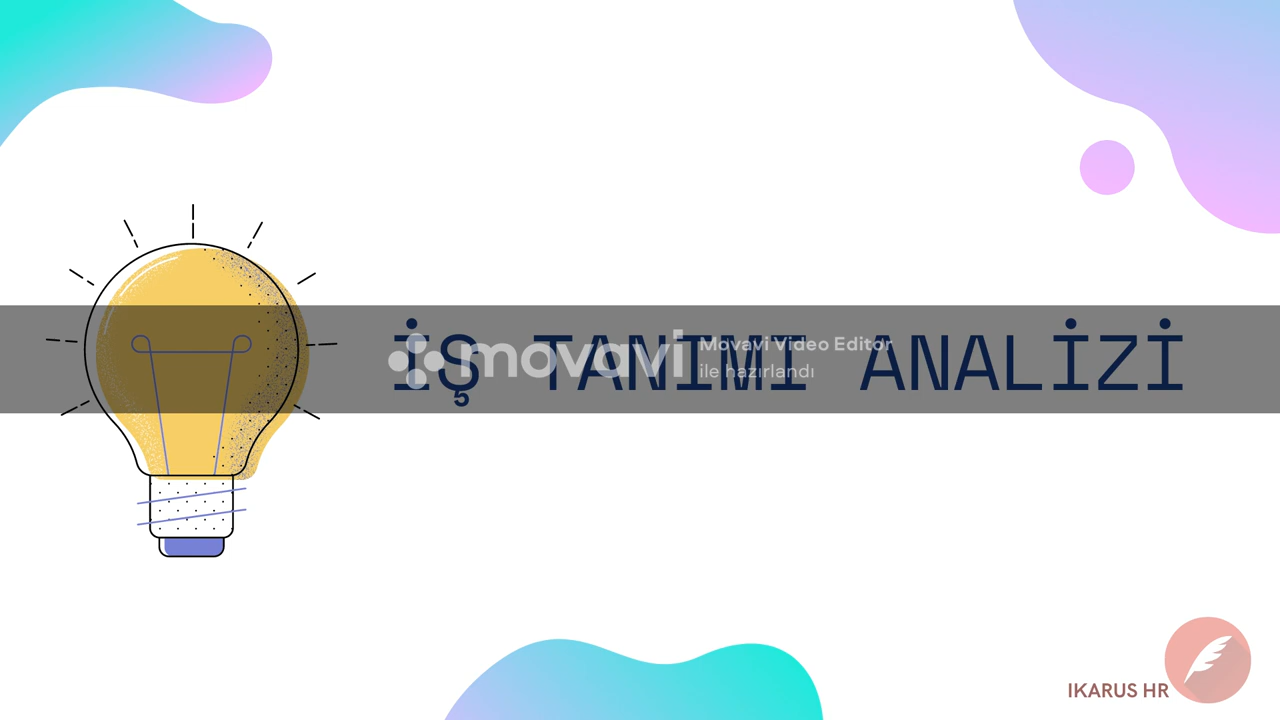 İŞ TANIMI ANALİZİ
movavi
Movavi Video Editor
ile hazırlandı
IKARUS HR